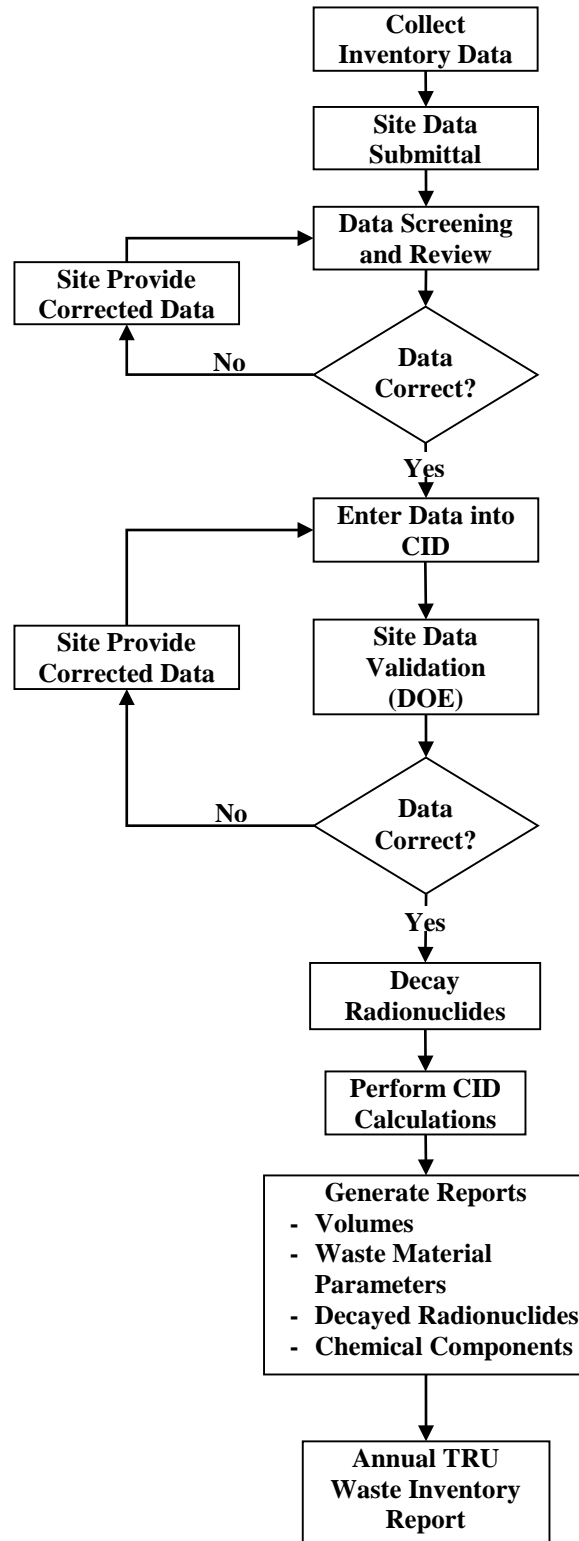 Collect
Inventory Data
Site Data
Submittal
Data Screening
and Review
Site Provide
Corrected Data
No
Data
Correct?
Yes
Enter Data into
CID
Site Provide
Corrected Data
Site Data
Validation
(DOE)
No
Data
Correct?
Yes
Decay
Radionuclides
Perform CID
Calculations
Generate Reports
- Volumes
- Waste Material
Parameters
- Decayed Radionuclides
- Chemical Components
Annual TRU
Waste Inventory
Report